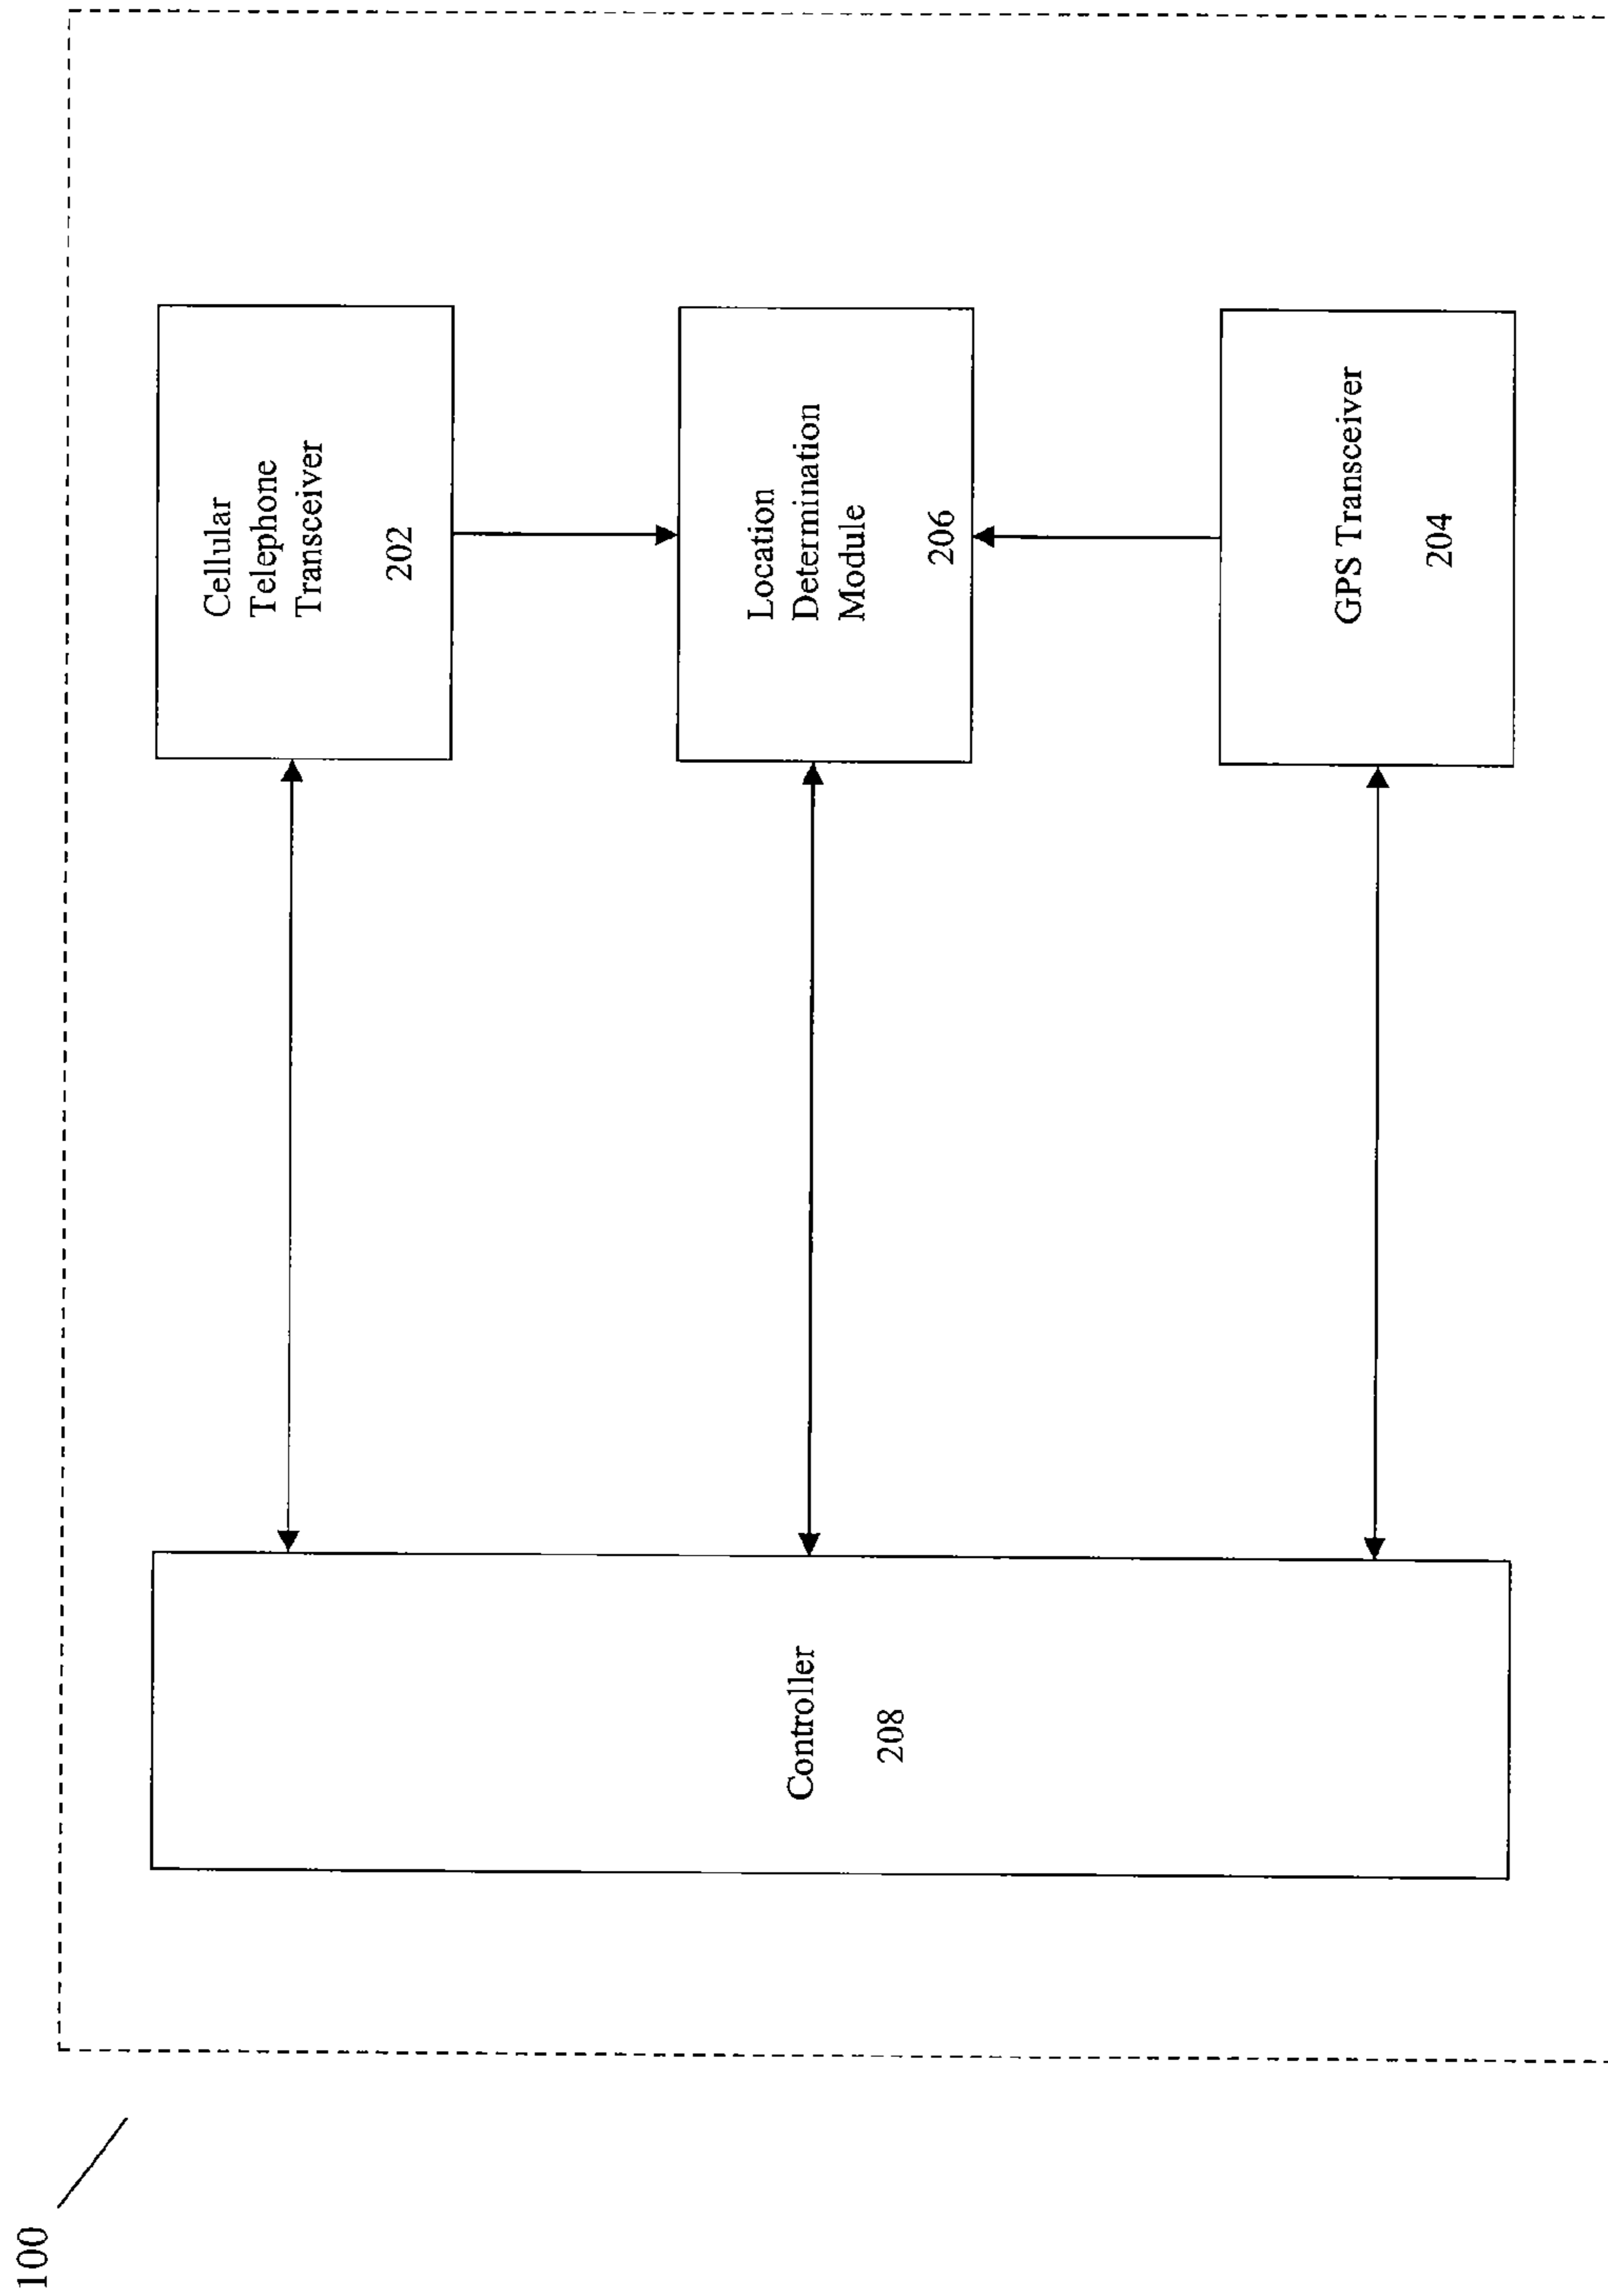 100
Controller
208
Cellular
Telephone
Transceiver
202
Location
Determination
Module
206
GPS Transceiver
204